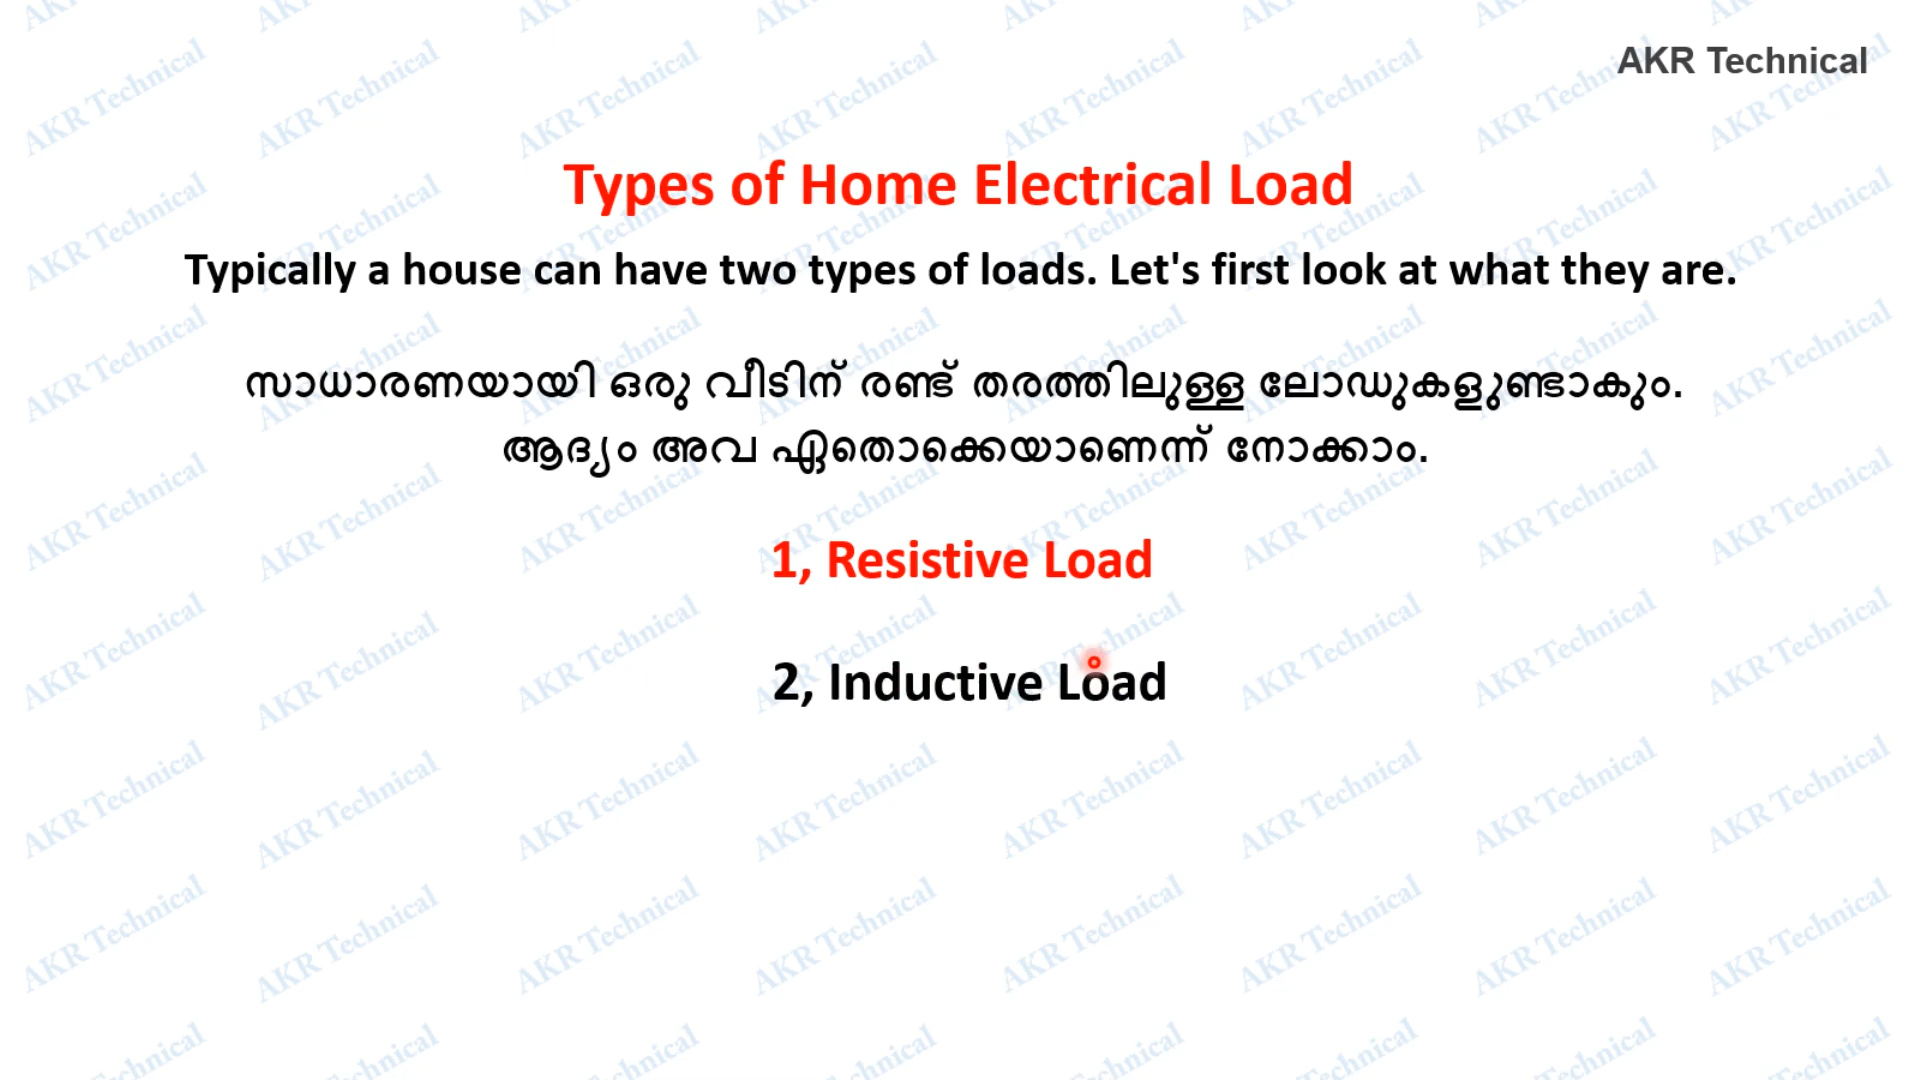 AKR Technical
Types of Home Electrical Load
Typically a house can have two types of loads. Let's first look at what they are.
സാധാരണയായി ഒരു വീടിന് രണ്ട് തരത്തിലുള്ള ലോഡുകളുണ്ടാകും.
ആദ്യം അവ ഏതൊക്കെയാണെന്ന് നോക്കാം.
1, Resistive Load
2, Inductive Load